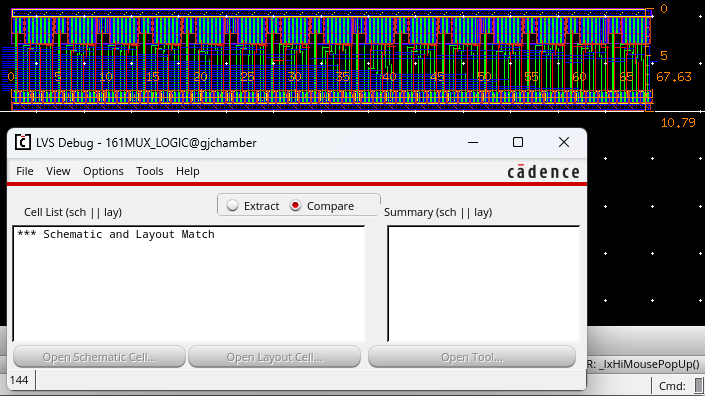 0
5
0 5 10 15 20 25 30 35 40 45 50 55 60 65 67.63
10.79
LVS Debug - 161MUX_LOGIC@gjchamber
File View Options Tools Help
cādence
Extract Compare
Cell List (sch || lay) Summary (sch || lay)
*** Schematic and Layout Match
Open Schematic Cell... Open Layout Cell... Open Tool...
R: _lxHiMousePopUp()
144
Cmd: